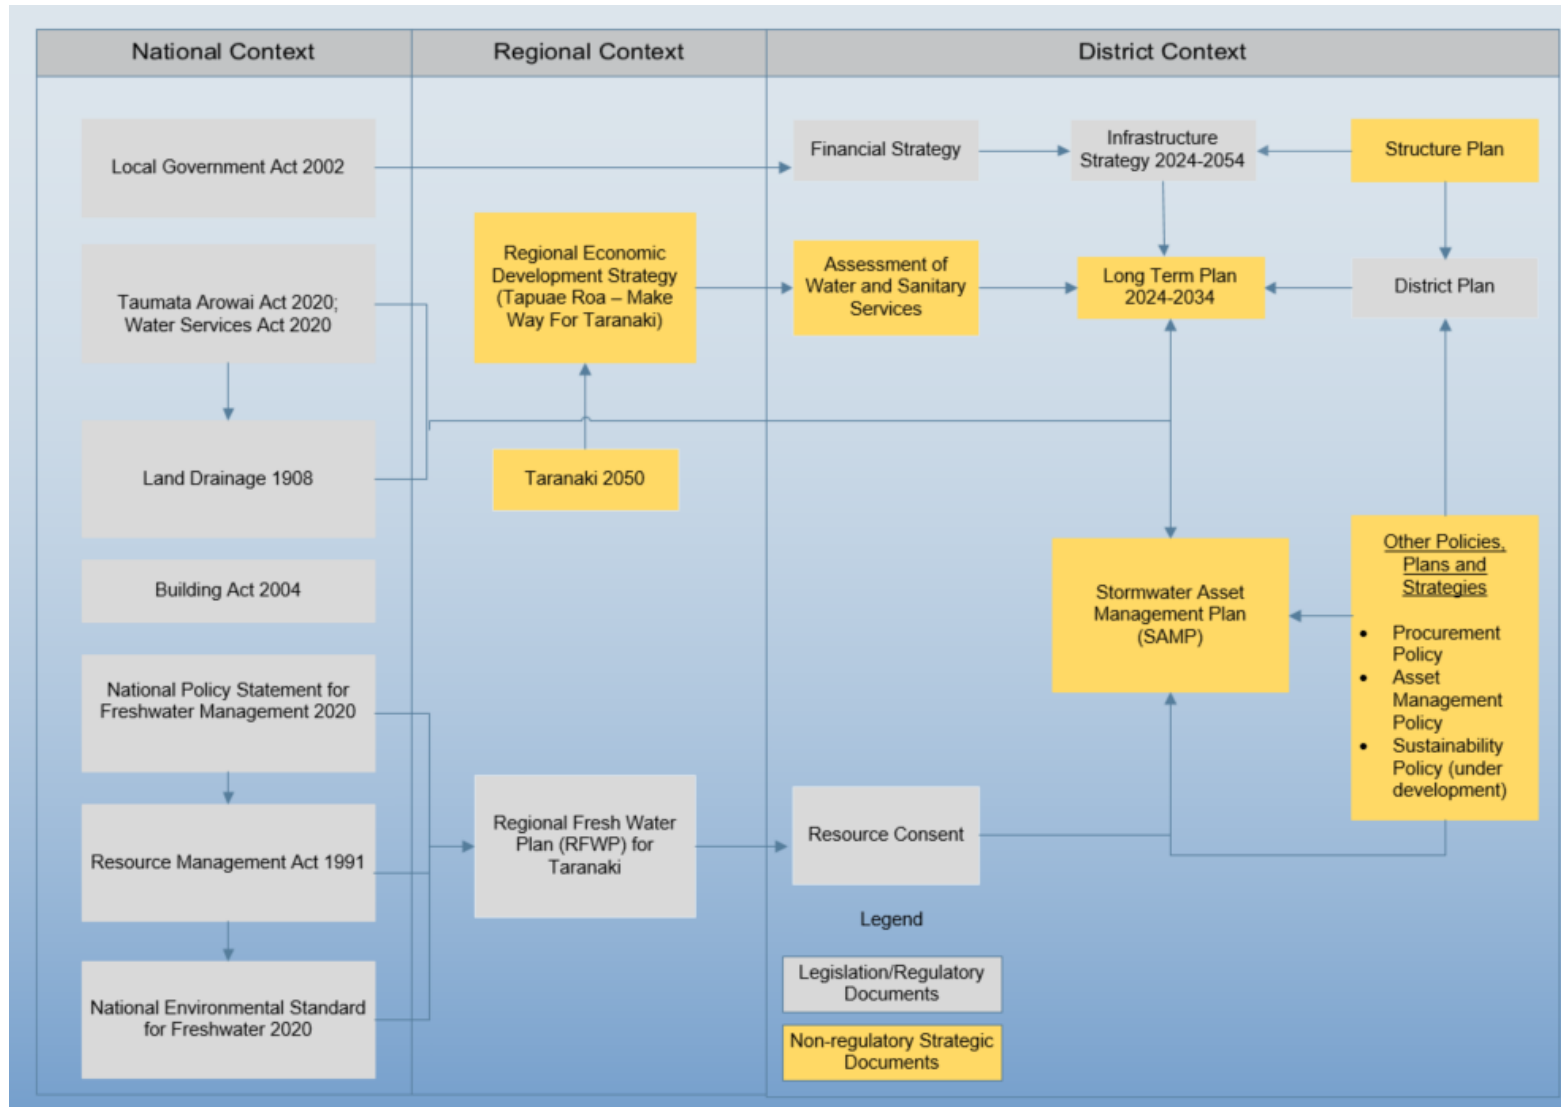 National Context
Regional Context
District Context
Local Government Act 2002
Financial Strategy
Infrastructure
Strategy 2024-2054
Structure Plan
Taumata Arowai Act 2020;
Water Services Act 2020
Regional Economic
Development Strategy
(Tapuae Roa – Make
Way For Taranaki)
Assessment of
Water and Sanitary
Services
Long Term Plan
2024-2034
District Plan
Land Drainage 1908
Taranaki 2050
Building Act 2004
Stormwater Asset
Management Plan
(SAMP)
Other Policies,
Plans and
Strategies
• Procurement
Policy
• Asset
Management
Policy
• Sustainability
Policy (under
development)
National Policy Statement for
Freshwater Management 2020
Resource Management Act 1991
Regional Fresh Water
Plan (RFWP) for
Taranaki
Resource Consent
National Environmental Standard
for Freshwater 2020
Legend
Legislation/Regulatory
Documents
Non-regulatory Strategic
Documents